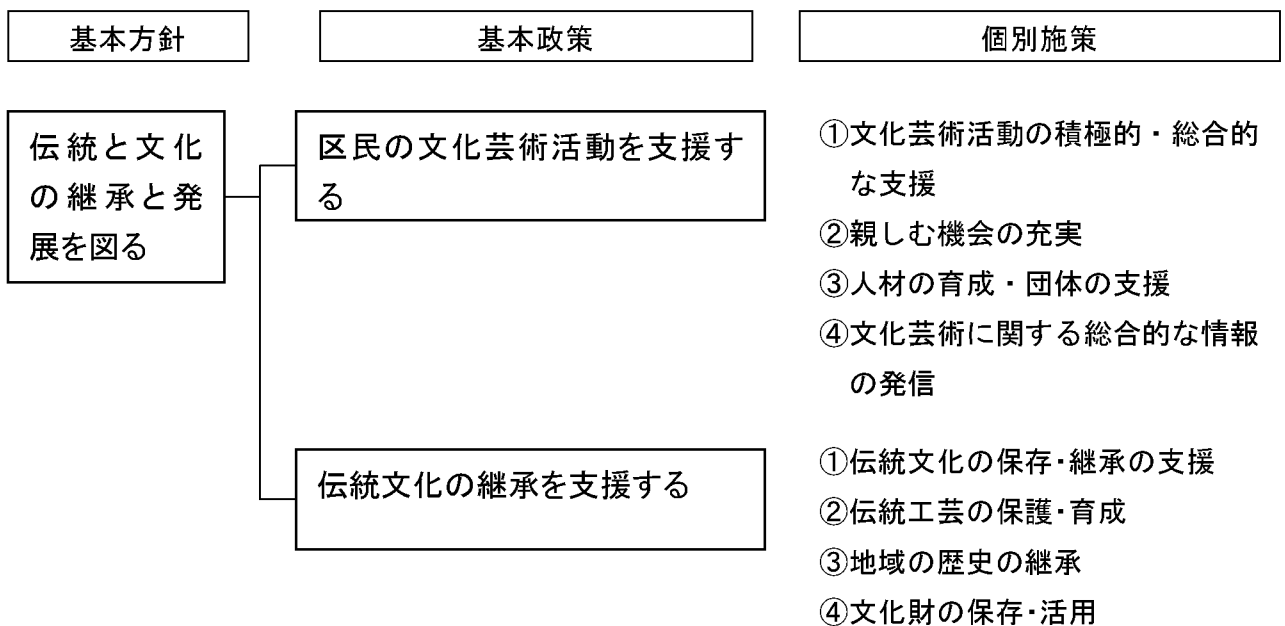 基本方針
基本政策
個別施策
伝統と文化
の継承と発
展を図る
区民の文化芸術活動を支援す
る
①文化芸術活動の積極的・総合的
な支援
②親しむ機会の充実
③人材の育成・団体の支援
④文化芸術に関する総合的な情報
の発信
伝統文化の継承を支援する
①伝統文化の保存・継承の支援
②伝統工芸の保護・育成
③地域の歴史の継承
④文化財の保存・活用